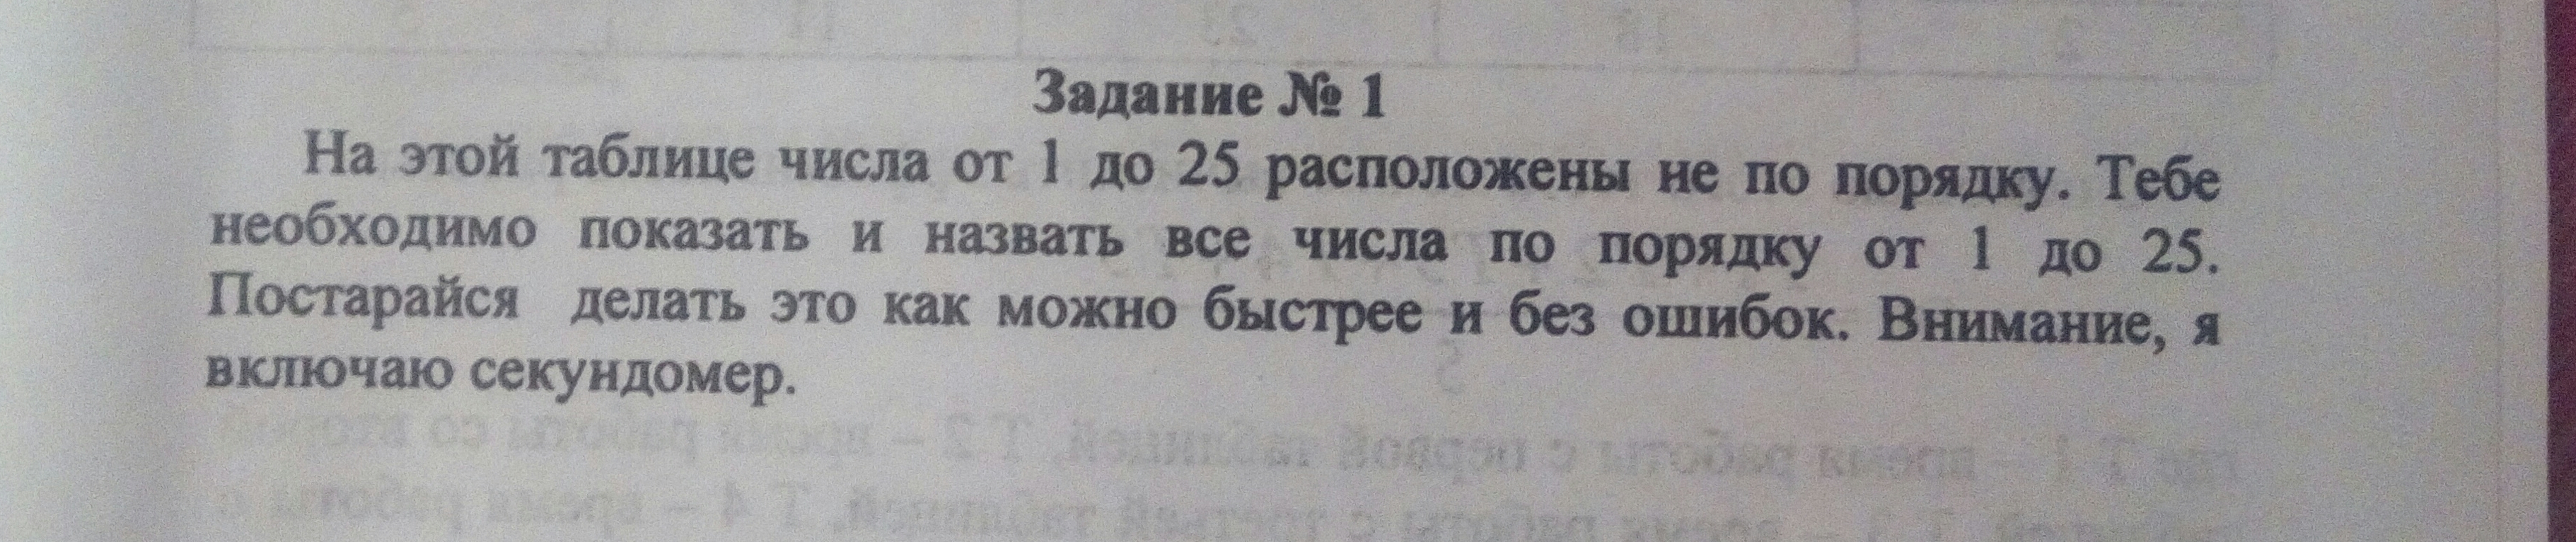 Задание № 1
На этой таблице числа от 1 до 25 расположены не по порядку. Тебе
необходимо показать и назвать все числа по порядку от 1 до 25.
Постарайся делать это как можно быстрее и без ошибок. Внимание, я
включаю секундомер.